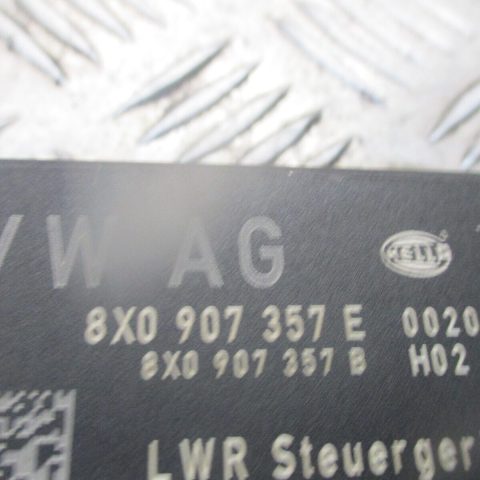 VW AG HELLA
8X0 907 357 E 0020
8X0 907 357 B H02
LWR Steuerger